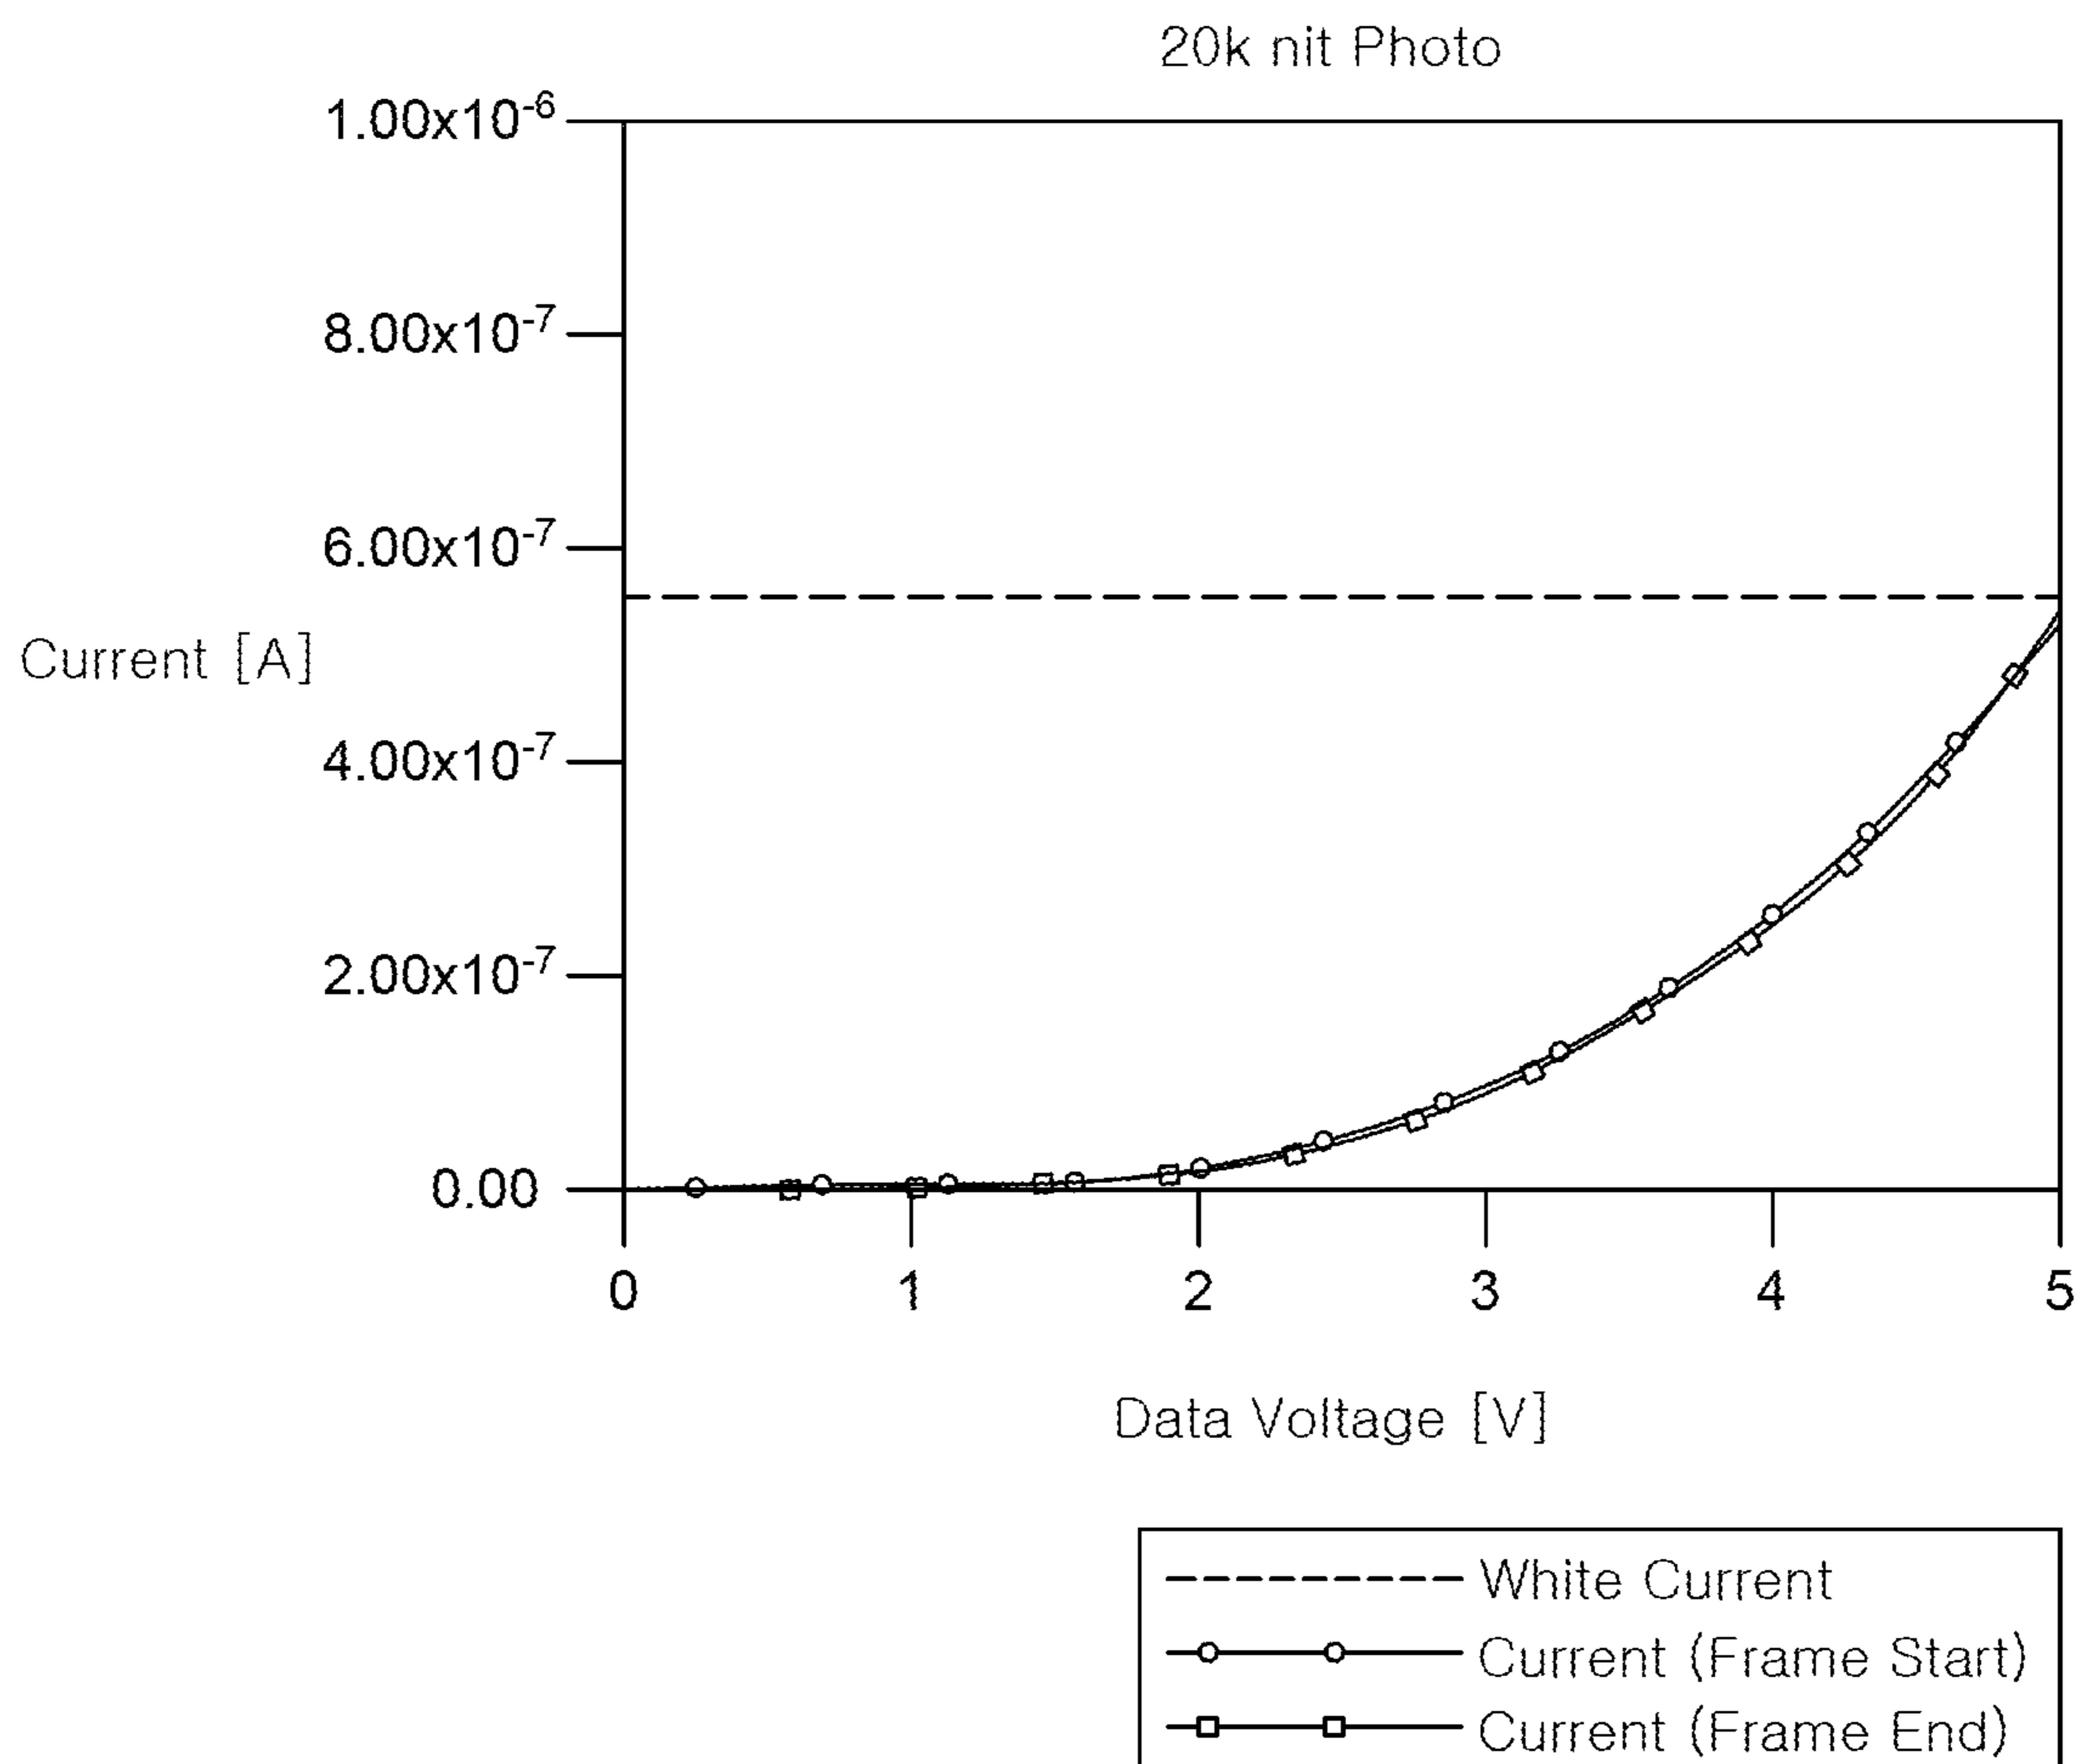 20k nit Photo
1.00x10⁻⁶
8.00x10⁻⁷
6.00x10⁻⁷
Current [A]
4.00x10⁻⁷
2.00x10⁻⁷
0.00
0 1 2 3 4 5
Data Voltage [V]
White Current
Current (Frame Start)
Current (Frame End)